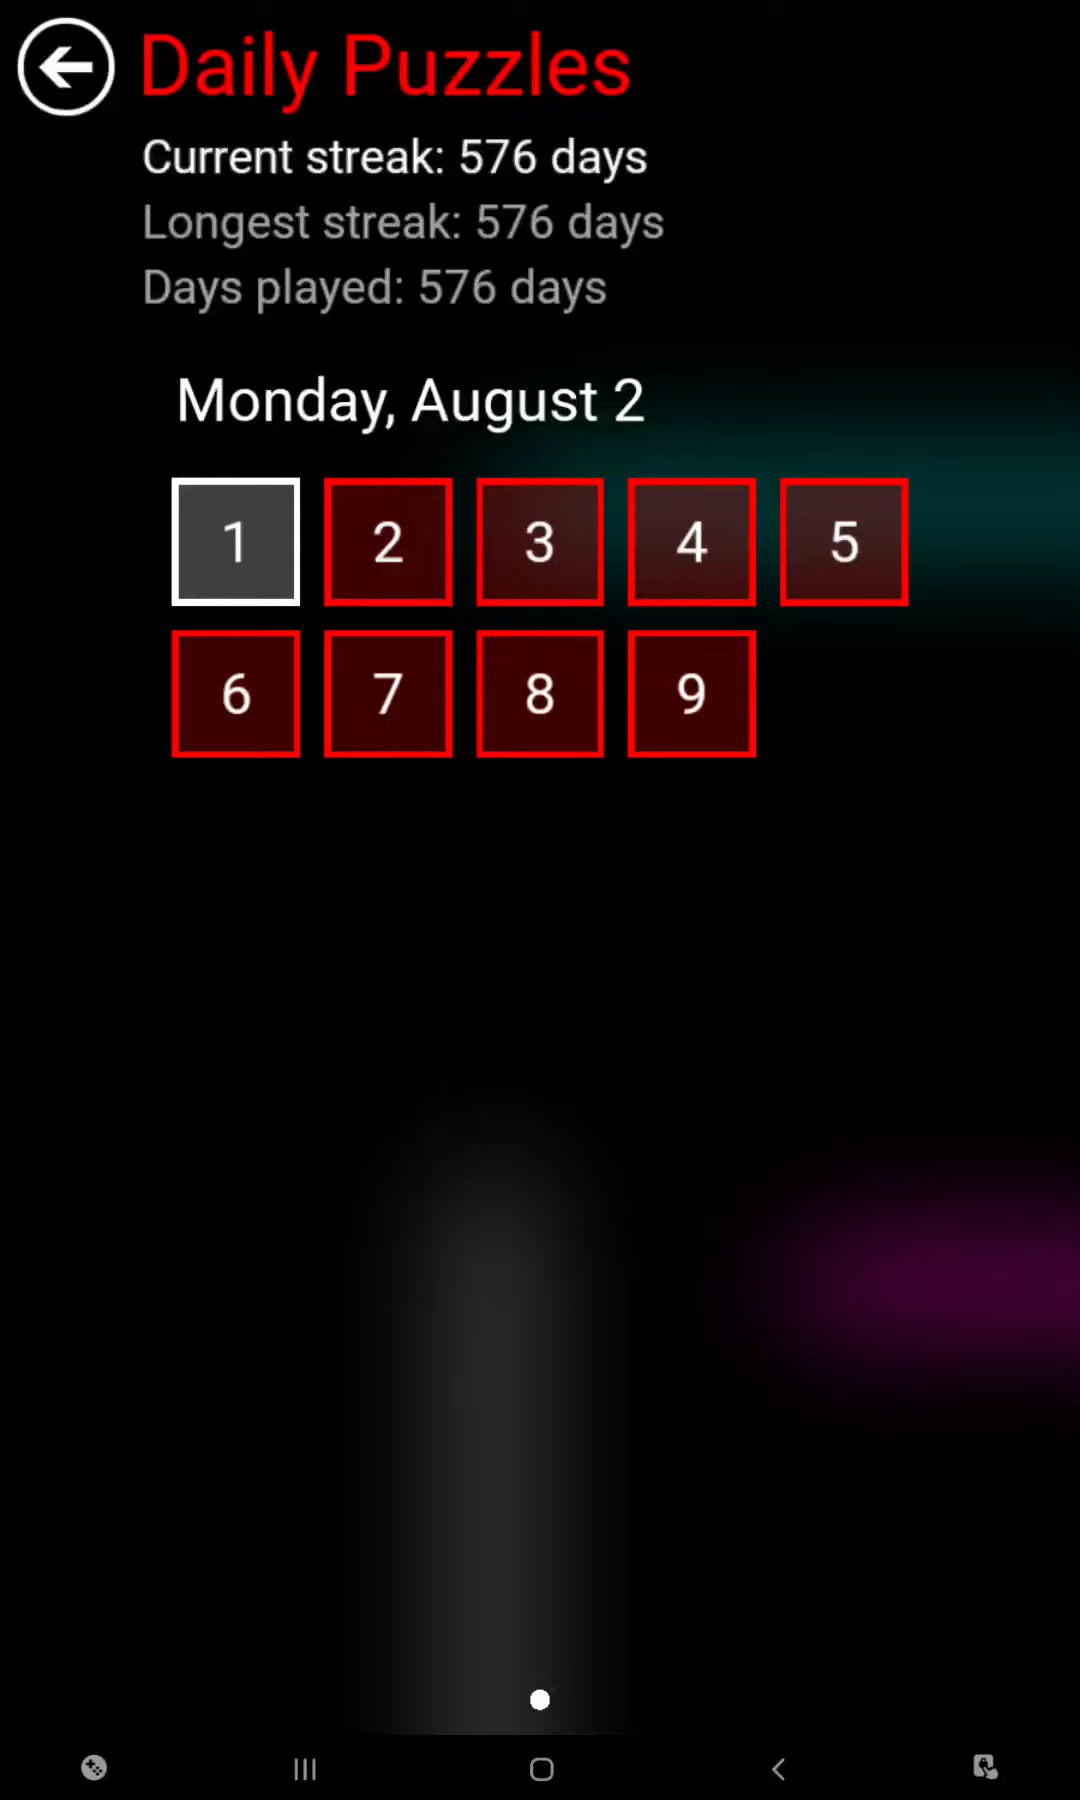 Daily Puzzles
Current streak: 576 days
Longest streak: 576 days
Days played: 576 days
Monday, August 2
1 2 3 4 5
6 7 8 9